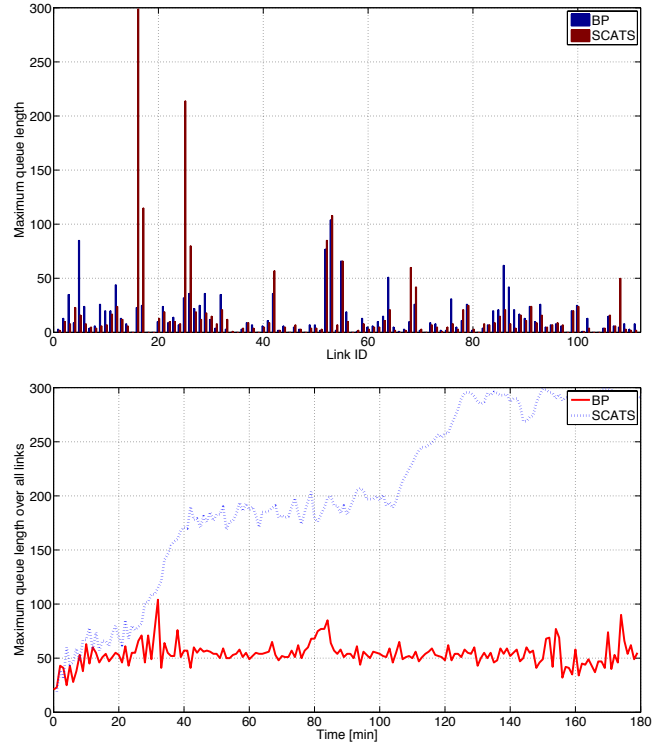 300
250
200
150
100
50
0
Maximum queue length
BP
SCATS
0 20 40 60 80 100
Link ID
300
250
200
150
100
50
0
Maximum queue length over all links
BP
SCATS
0 20 40 60 80 100 120 140 160 180
Time [min]